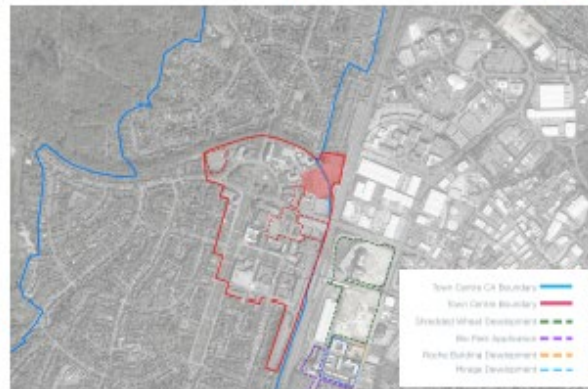 Town Centre CA Boundary
Town Centre Boundary
Shredded Wheat Development
Bio Park Application
Roche Building Development
Mirage Development